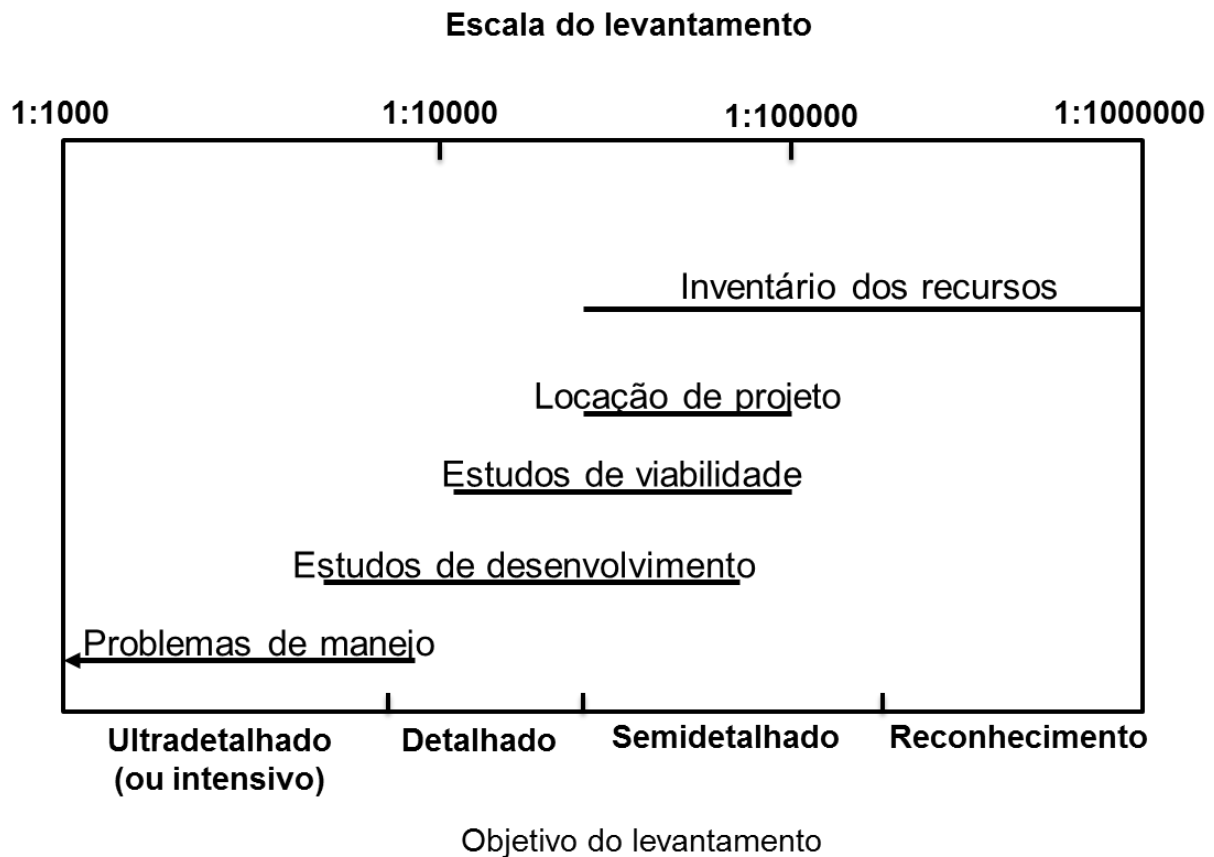 Escala do levantamento
1:1000 1:10000 1:100000 1:1000000
Inventário dos recursos
Locação de projeto
Estudos de viabilidade
Estudos de desenvolvimento
Problemas de manejo
Ultradetalhado Detalhado Semidetalhado Reconhecimento
(ou intensivo)
Objetivo do levantamento